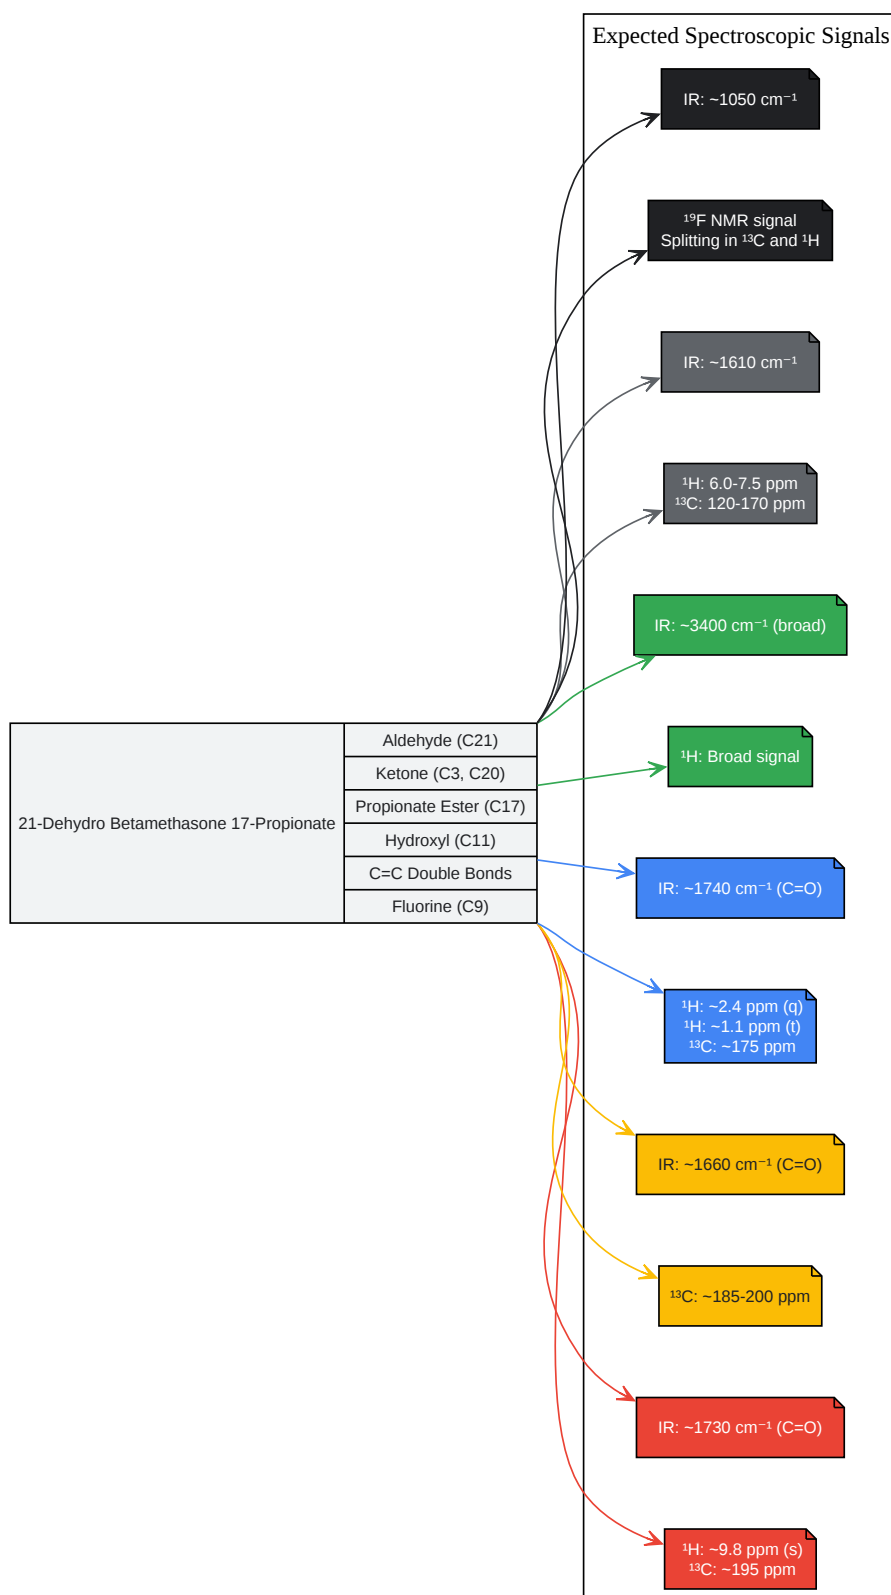 Expected Spectroscopic Signals
IR: ~1050 cm⁻¹
¹⁹F NMR signal
Splitting in ¹³C and ¹H
IR: ~1610 cm⁻¹
¹H: 6.0-7.5 ppm
¹³C: 120-170 ppm
IR: ~3400 cm⁻¹ (broad)
21-Dehydro Betamethasone 17-Propionate
Aldehyde (C21)
Ketone (C3, C20)
Propionate Ester (C17)
Hydroxyl (C11)
C=C Double Bonds
Fluorine (C9)
¹H: Broad signal
IR: ~1740 cm⁻¹ (C=O)
¹H: ~2.4 ppm (q)
¹H: ~1.1 ppm (t)
¹³C: ~175 ppm
IR: ~1660 cm⁻¹ (C=O)
¹³C: ~185-200 ppm
IR: ~1730 cm⁻¹ (C=O)
¹H: ~9.8 ppm (s)
¹³C: ~195 ppm